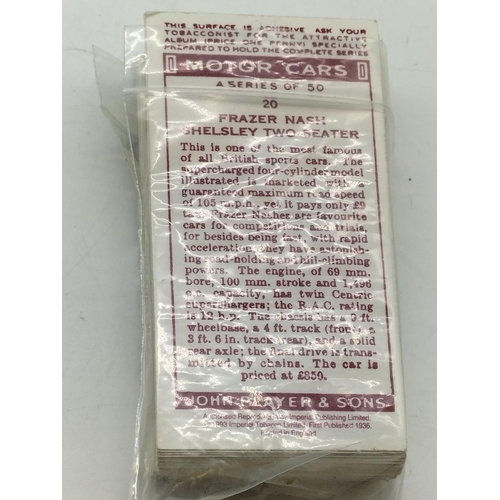 THIS SURFACE IS ADHESIVE ASK YOUR
TOBACCONIST FOR THE ATTRACTIVE
ALBUM (PRICE ONE PENNY) SPECIALLY
PREPARED TO HOLD THE COMPLETE SERIES
MOTOR CARS
A SERIES OF 50
20
FRAZER NASH
SHELSLEY TWO-SEATER
This is one of the most famous
of all British sports cars. The
supercharged four-cylinder model
illustrated is marketed with a
guaranteed maximum road speed
of 105 m.p.h., yet it pays only £9
tax. Frazer Nashes are favourite
cars for competitions and trials,
for besides being fast, with rapid
acceleration, they have astonishing
road-holding and hill-climbing
powers. The engine, of 69 mm.
bore, 100 mm. stroke and 1,496
c.c. capacity, has twin Centric
superchargers; the R.A.C. rating
is 12 h.p. The chassis has a 9 ft.
wheelbase, a 4 ft. track (front), a
3 ft. 6 in. track (rear), and a solid
rear axle; the final drive is trans-
mitted by chains. The car is
priced at £850.
JOHN PLAYER & SONS
Authentic Reproduction by Imperial Publishing Limited.
1993 Imperial Tobacco Limited. First Published 1936.
Printed in England